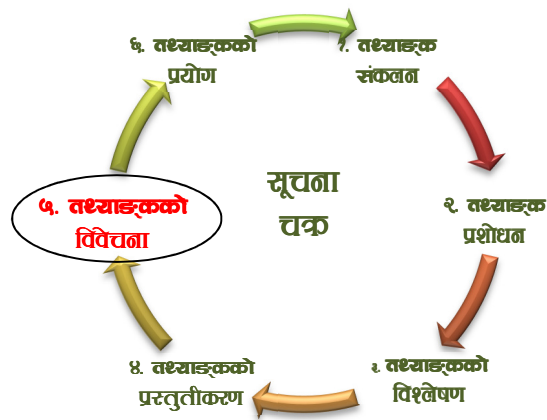 सूचना
चक्र
१. तथ्याङ्क
संकलन
२. तथ्याङ्क
प्रशोधन
३. तथ्याङ्कको
विश्लेषण
४. तथ्याङ्कको
प्रस्तुतीकरण
५. तथ्याङ्कको
विवेचना
६. तथ्याङ्कको
प्रयोग